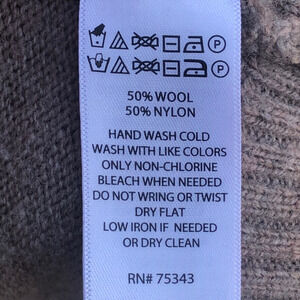 50% WOOL
50% NYLON
HAND WASH COLD
WASH WITH LIKE COLORS
ONLY NON-CHLORINE
BLEACH WHEN NEEDED
DO NOT WRING OR TWIST
DRY FLAT
LOW IRON IF NEEDED
OR DRY CLEAN
RN# 75343